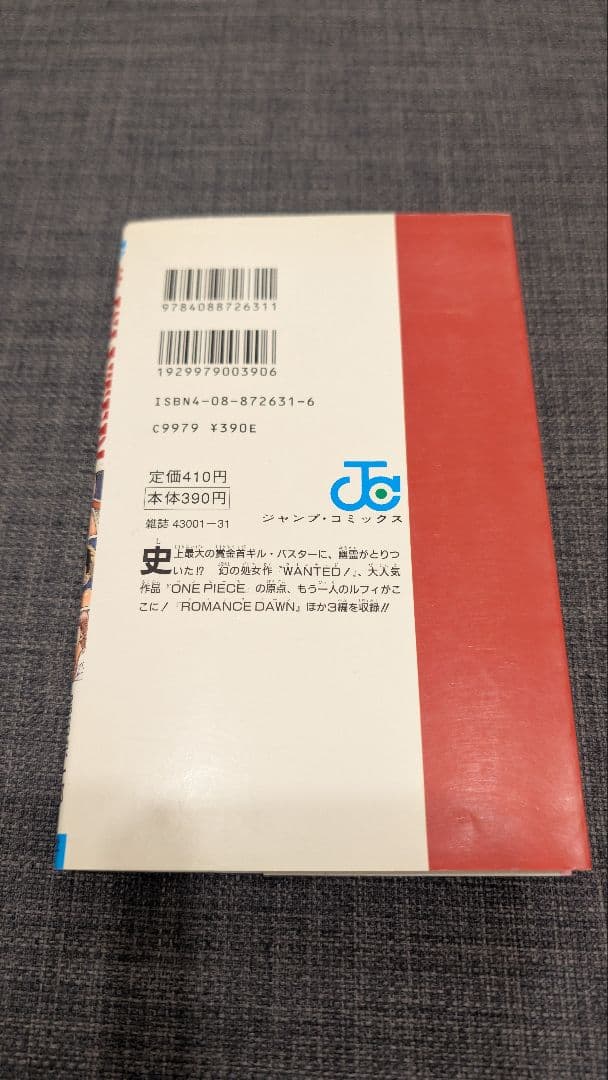 9784088726311
1929979003906
ISBN4-08-872631-6
C9979 ¥390E
定価410円
本体390円
雑誌 43001-31
ジャンプ・コミックス
史上最大の賞金首ギル・バスターに、幽霊がとりつ
いた!? 幻の処女作『WANTED!』、大人気
作品『ONE PIECE』の原点、もう一人のルフィがこ
こに!『ROMANCE DAWN』ほか3編を収録!!